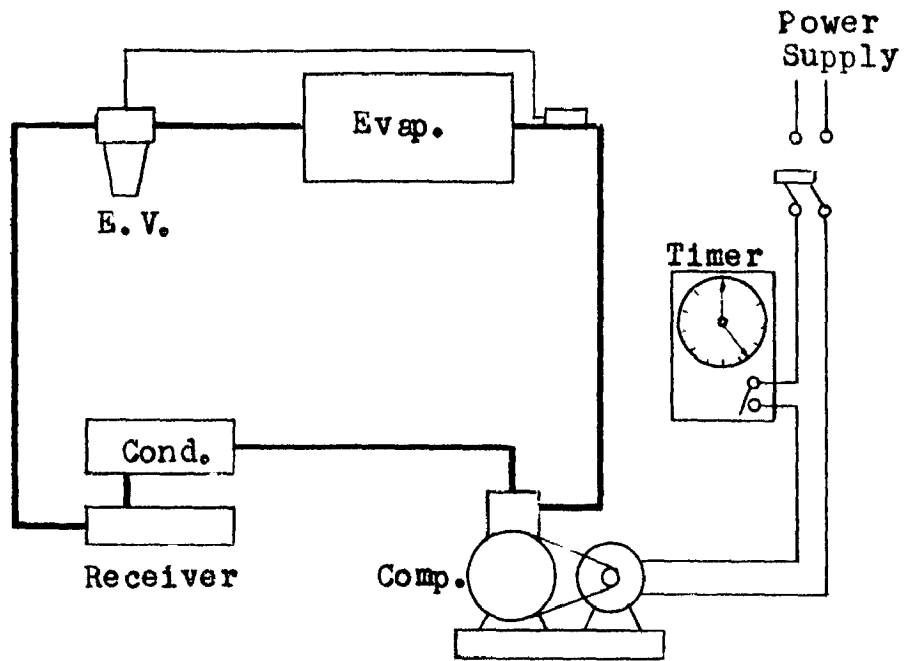 Power
Supply
Evap.
E.V.
Timer
Cond.
Receiver
Comp.